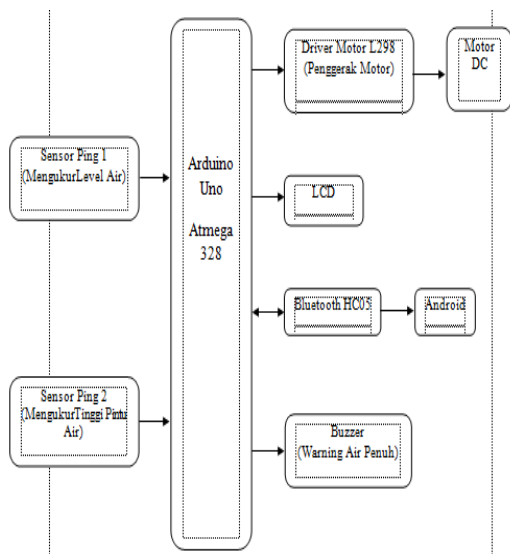 Driver Motor L298
(Penggerak Motor)
Motor
DC
Sensor Ping 1
(MengukurLevel Air)
Arduino
Uno
Atmega
328
LCD
Bluetooth HC05
Android
Sensor Ping 2
(MengukurTinggi Pintu
Air)
Buzzer
(Warning Air Penuh)